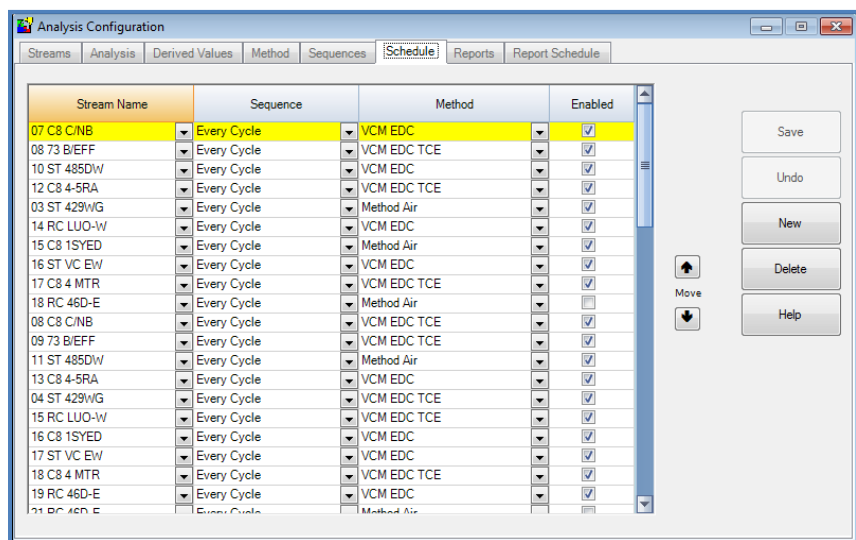 Analysis Configuration
Streams Analysis Derived Values Method Sequences Schedule Reports Report Schedule
Stream Name Sequence Method Enabled
07 C8 C/NB Every Cycle VCM EDC
08 73 B/EFF Every Cycle VCM EDC TCE
10 ST 485DW Every Cycle VCM EDC
12 C8 4-5RA Every Cycle VCM EDC TCE
03 ST 429WG Every Cycle Method Air
14 RC LUO-W Every Cycle VCM EDC
15 C8 1SYED Every Cycle Method Air
16 ST VC EW Every Cycle VCM EDC
17 C8 4 MTR Every Cycle VCM EDC TCE
18 RC 46D-E Every Cycle Method Air
08 C8 C/NB Every Cycle VCM EDC TCE
09 73 B/EFF Every Cycle VCM EDC TCE
11 ST 485DW Every Cycle Method Air
13 C8 4-5RA Every Cycle VCM EDC
04 ST 429WG Every Cycle VCM EDC TCE
15 RC LUO-W Every Cycle VCM EDC TCE
16 C8 1SYED Every Cycle VCM EDC
17 ST VC EW Every Cycle VCM EDC
18 C8 4 MTR Every Cycle VCM EDC TCE
19 RC 46D-E Every Cycle VCM EDC
21 RC 46D-E Every Cycle Method Air
Move
Save
Undo
New
Delete
Help